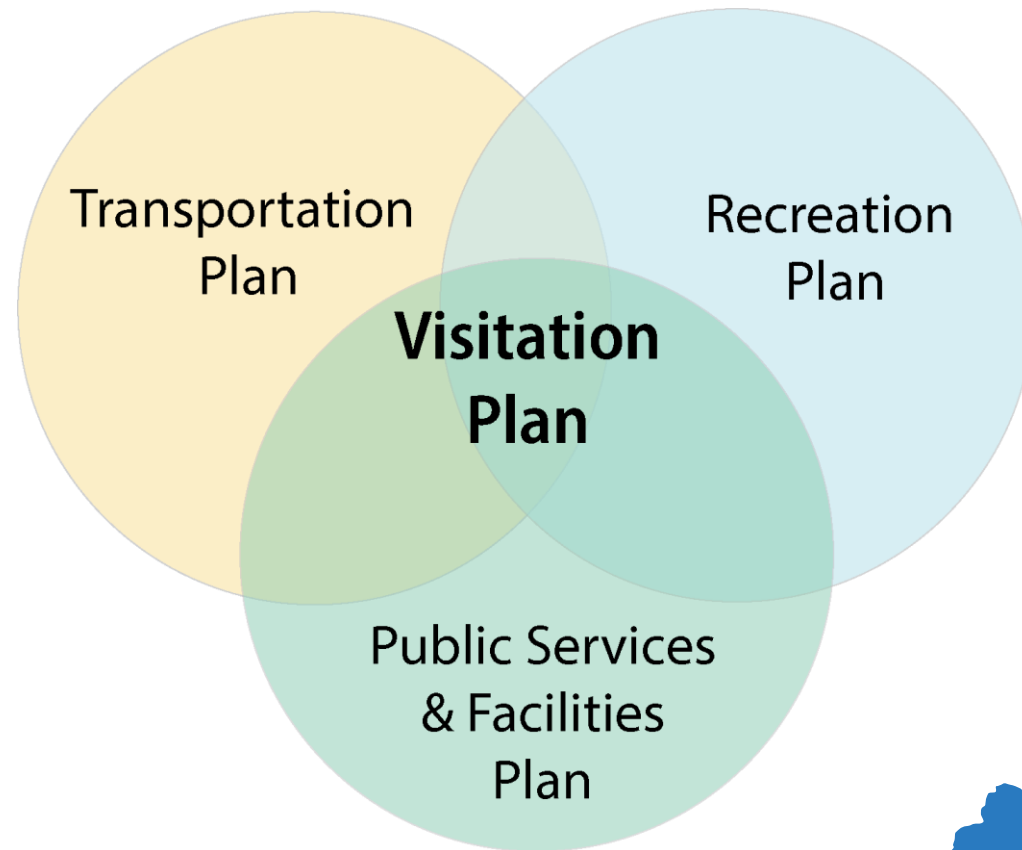 Transportation
Plan
Recreation
Plan
Visitation
Plan
Public Services
& Facilities
Plan